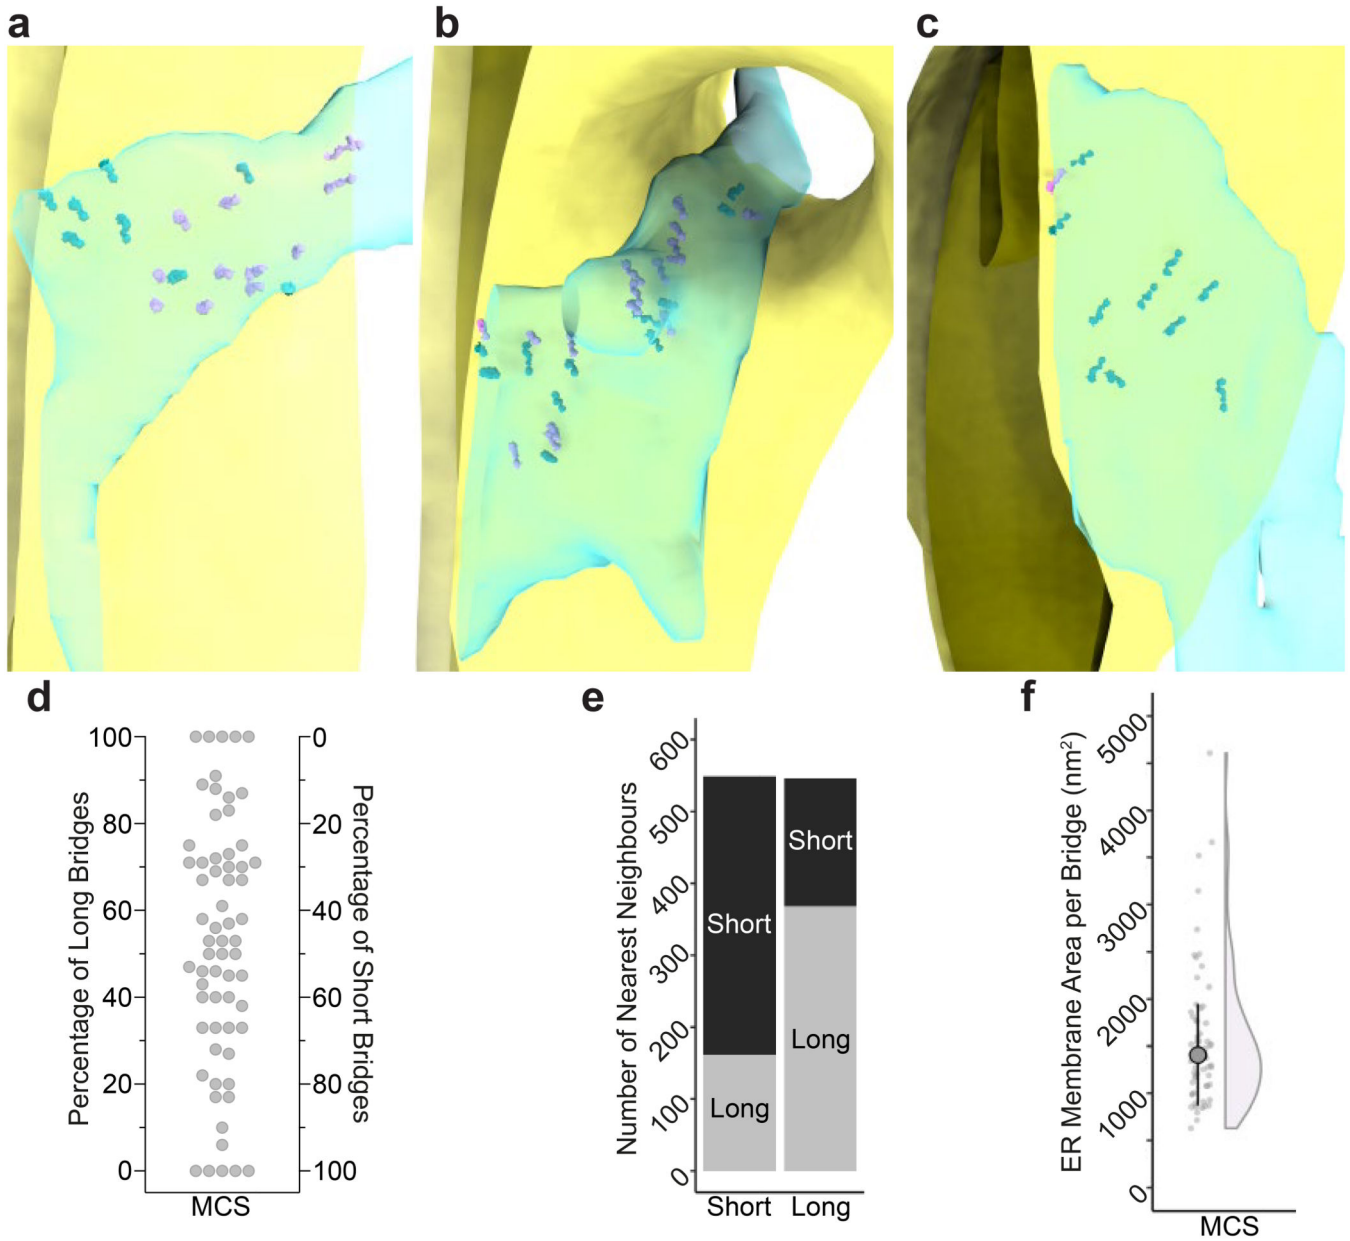 a
b
c
d
100
80
60
40
20
0
Percentage of Long Bridges
0
20
40
60
80
100
Percentage of Short Bridges
MCS
e
Number of Nearest Neighbours
600
500
400
300
200
100
0
Short
Long
Short
Long
Short Long
f
ER Membrane Area per Bridge (nm²)
5000
4000
3000
2000
1000
0
MCS